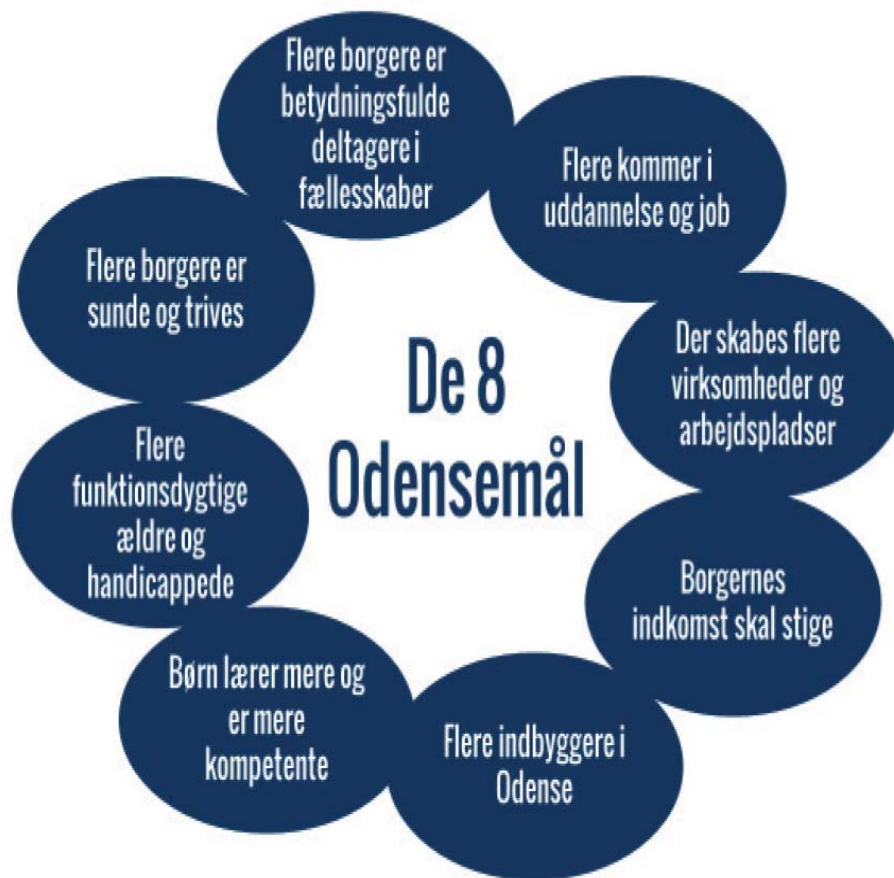 De 8
Odensemål
Flere borgere er
betydningsfulde
deltagere i
fællesskaber
Flere kommer i
uddannelse og job
Der skabes flere
virksomheder og
arbejdspladser
Borgernes
indkomst skal stige
Flere indbyggere i
Odense
Børn lærer mere og
er mere
kompetente
Flere
funktionsdygtige
ældre og
handicappede
Flere borgere er
sunde og trives